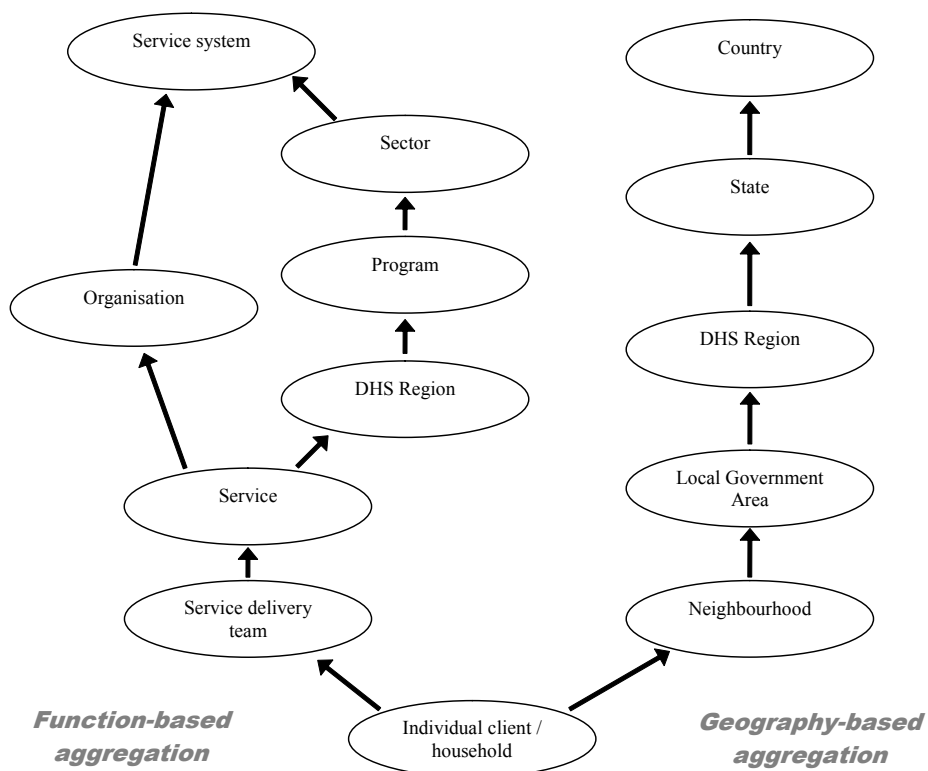 Service system
Country
Sector
State
Program
Organisation
DHS Region
DHS Region
Service
Local Government
Area
Service delivery
team
Neighbourhood
Individual client /
household
Function-based
aggregation
Geography-based
aggregation